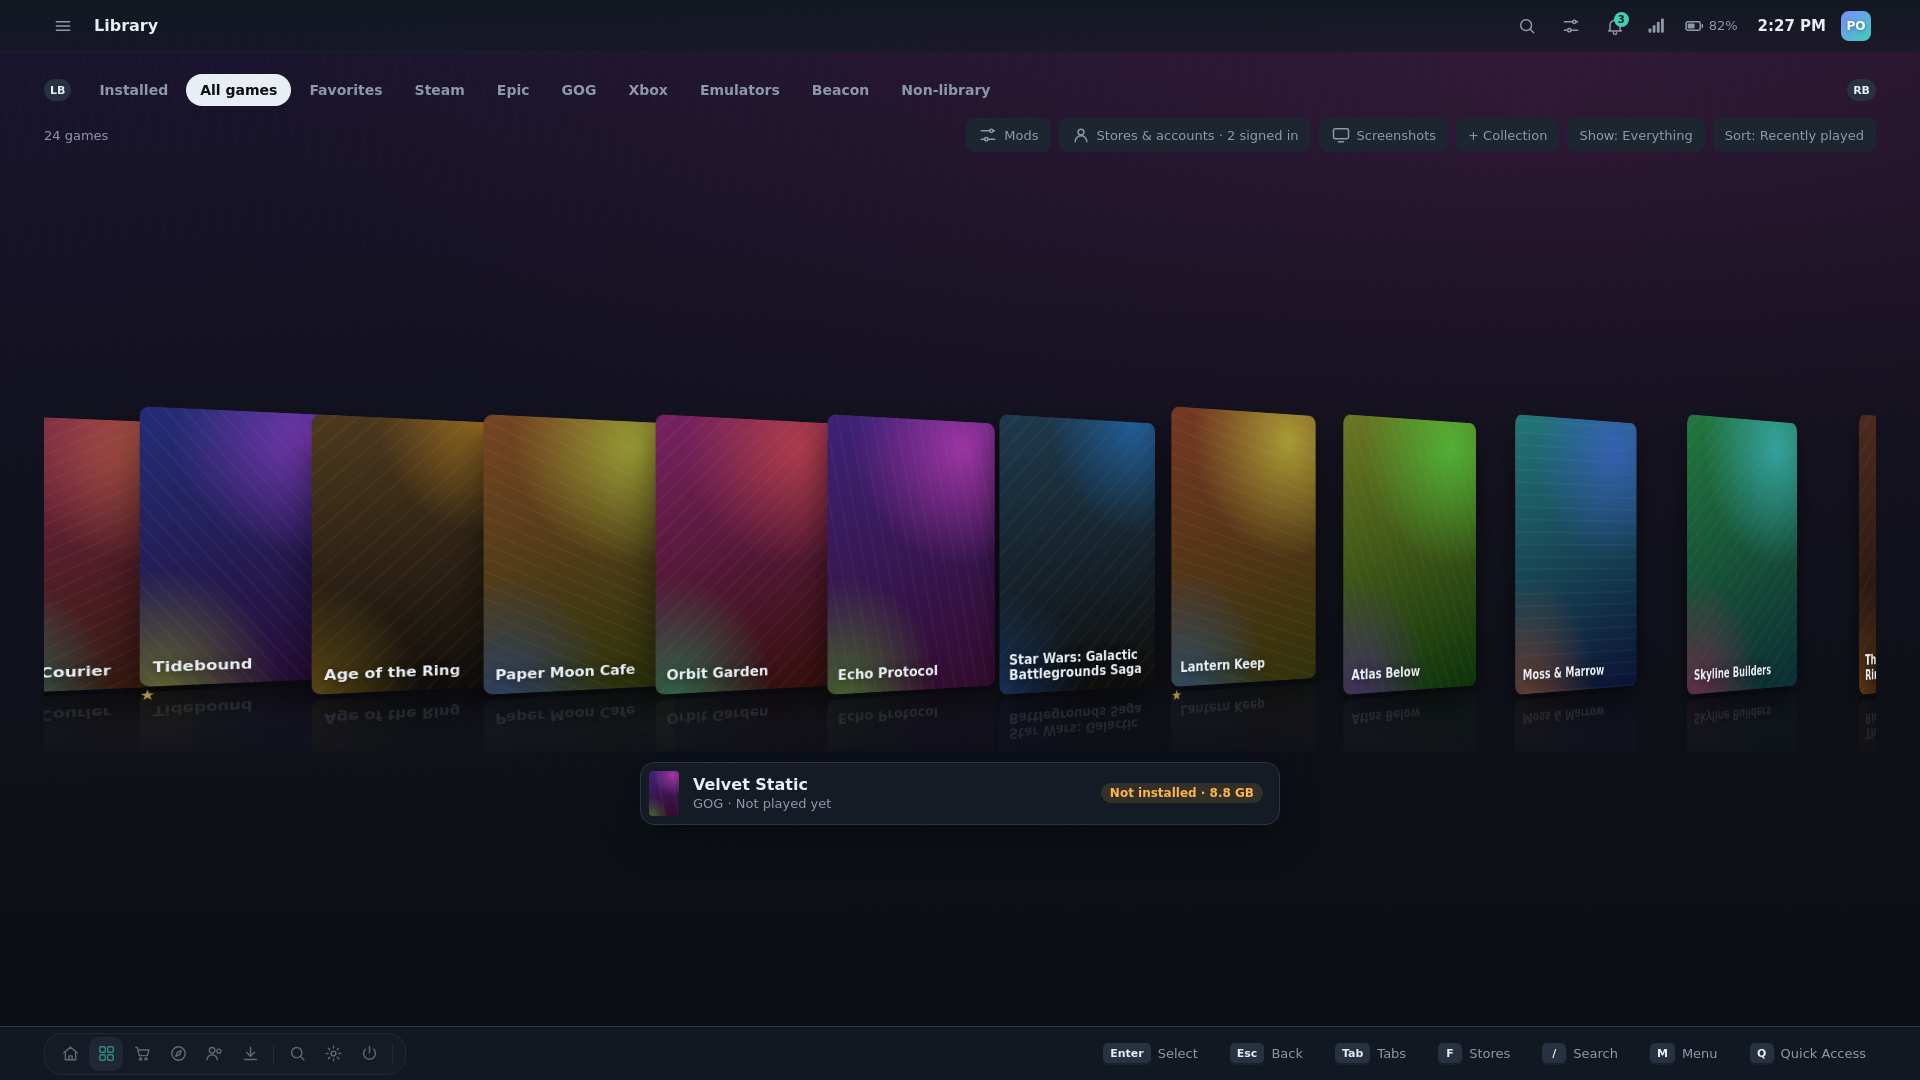 Library
3
82%
2:27 PM
PO
LB
Installed
All games
Favorites
Steam
Epic
GOG
Xbox
Emulators
Beacon
Non-library
RB
24 games
Mods
Stores & accounts · 2 signed in
Screenshots
+ Collection
Show: Everything
Sort: Recently played
Courier
Tidebound
Age of the Ring
Paper Moon Cafe
Orbit Garden
Echo Protocol
Star Wars: Galactic
Battlegrounds Saga
Lantern Keep
Atlas Below
Moss & Marrow
Skyline Builders
Velvet Static
GOG · Not played yet
Not installed · 8.8 GB
Enter Select
Esc Back
Tab Tabs
F Stores
/ Search
M Menu
Q Quick Access